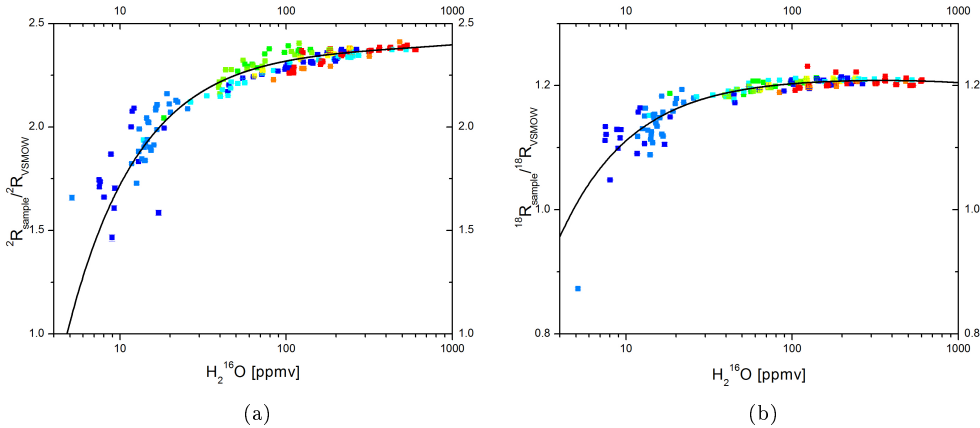 10 100 1000
2.5 2.5
2.0 2.0
1.5 1.5
1.0 1.0
10 100 1000
²R_sample/²R_VSMOW
H₂¹⁶O [ppmv]
(a)
10 100 1000
1.2 1.2
1.0 1.0
0.8 0.8
10 100 1000
¹⁸R_sample/¹⁸R_VSMOW
H₂¹⁶O [ppmv]
(b)